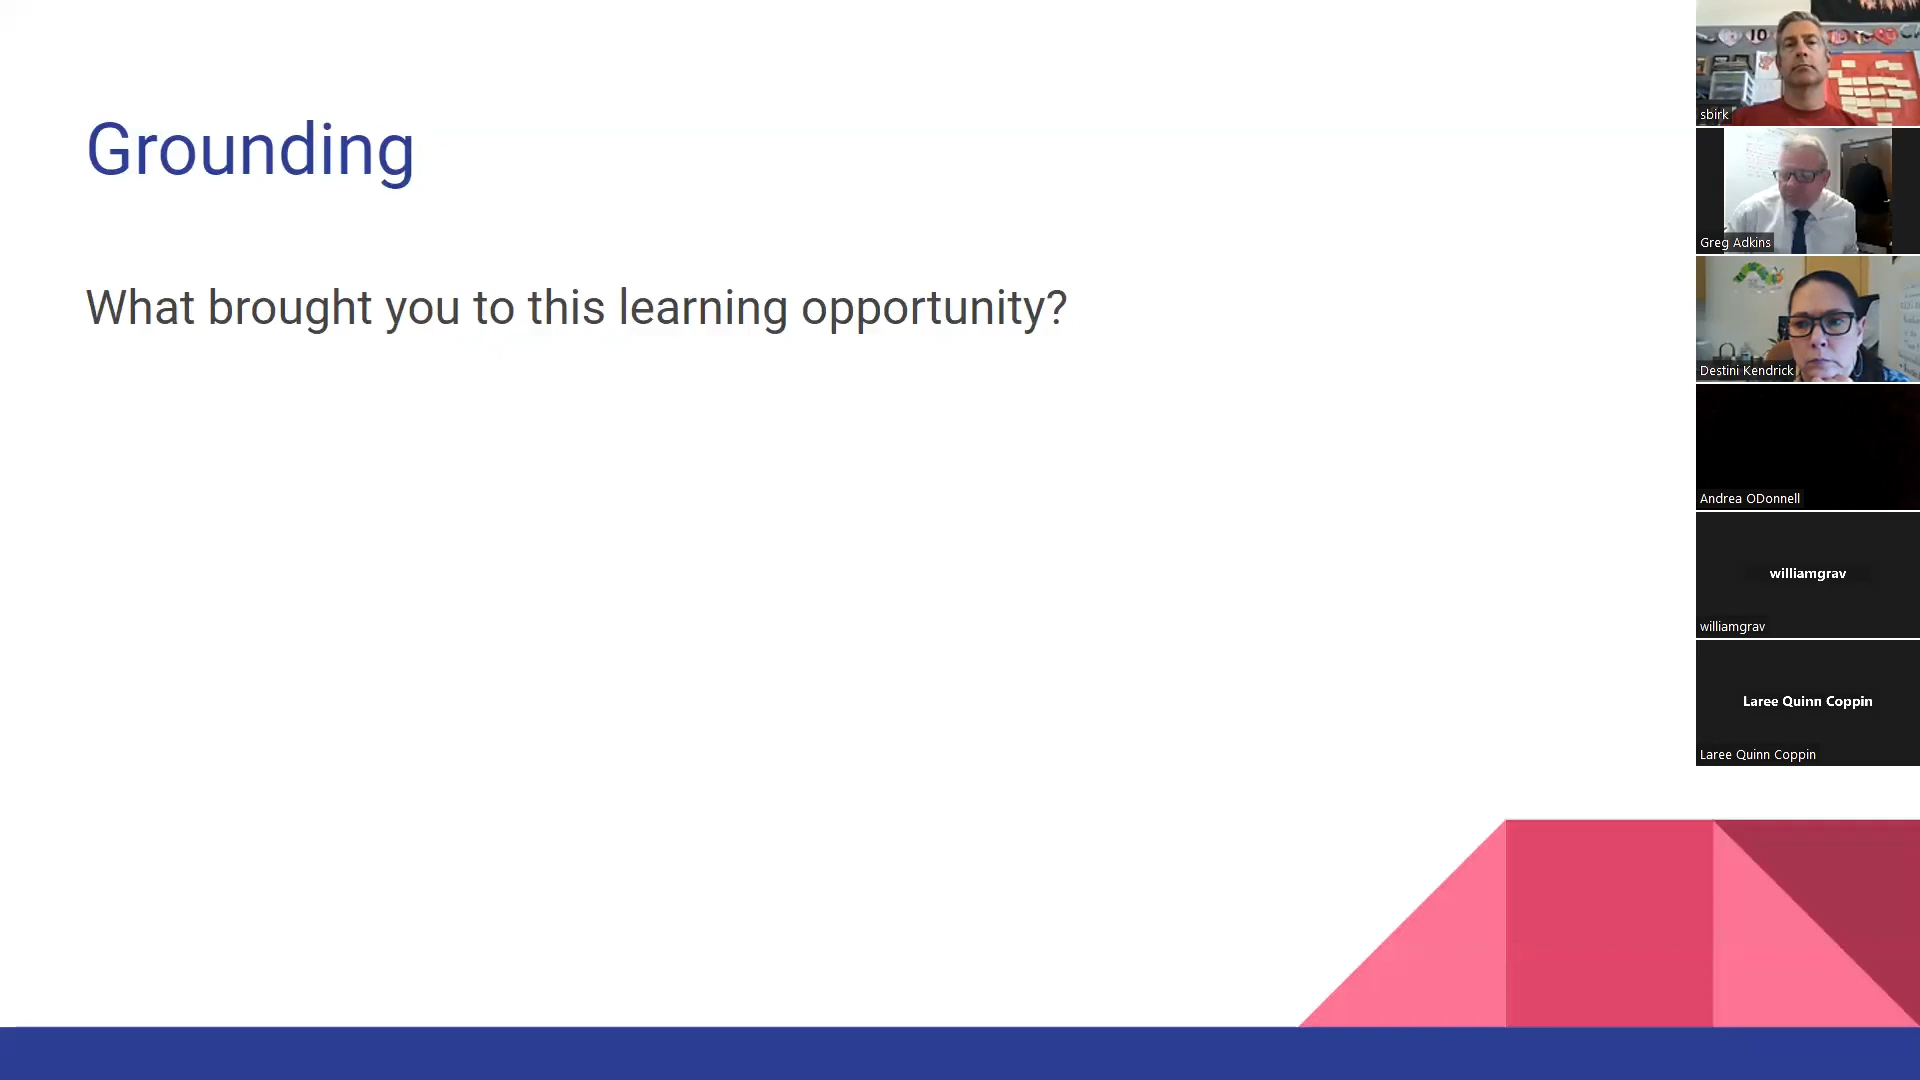 Grounding
What brought you to this learning opportunity?
sbirk
Greg Adkins
Destini Kendrick
Andrea ODonnell
williamgrav
williamgrav
Laree Quinn Coppin
Laree Quinn Coppin